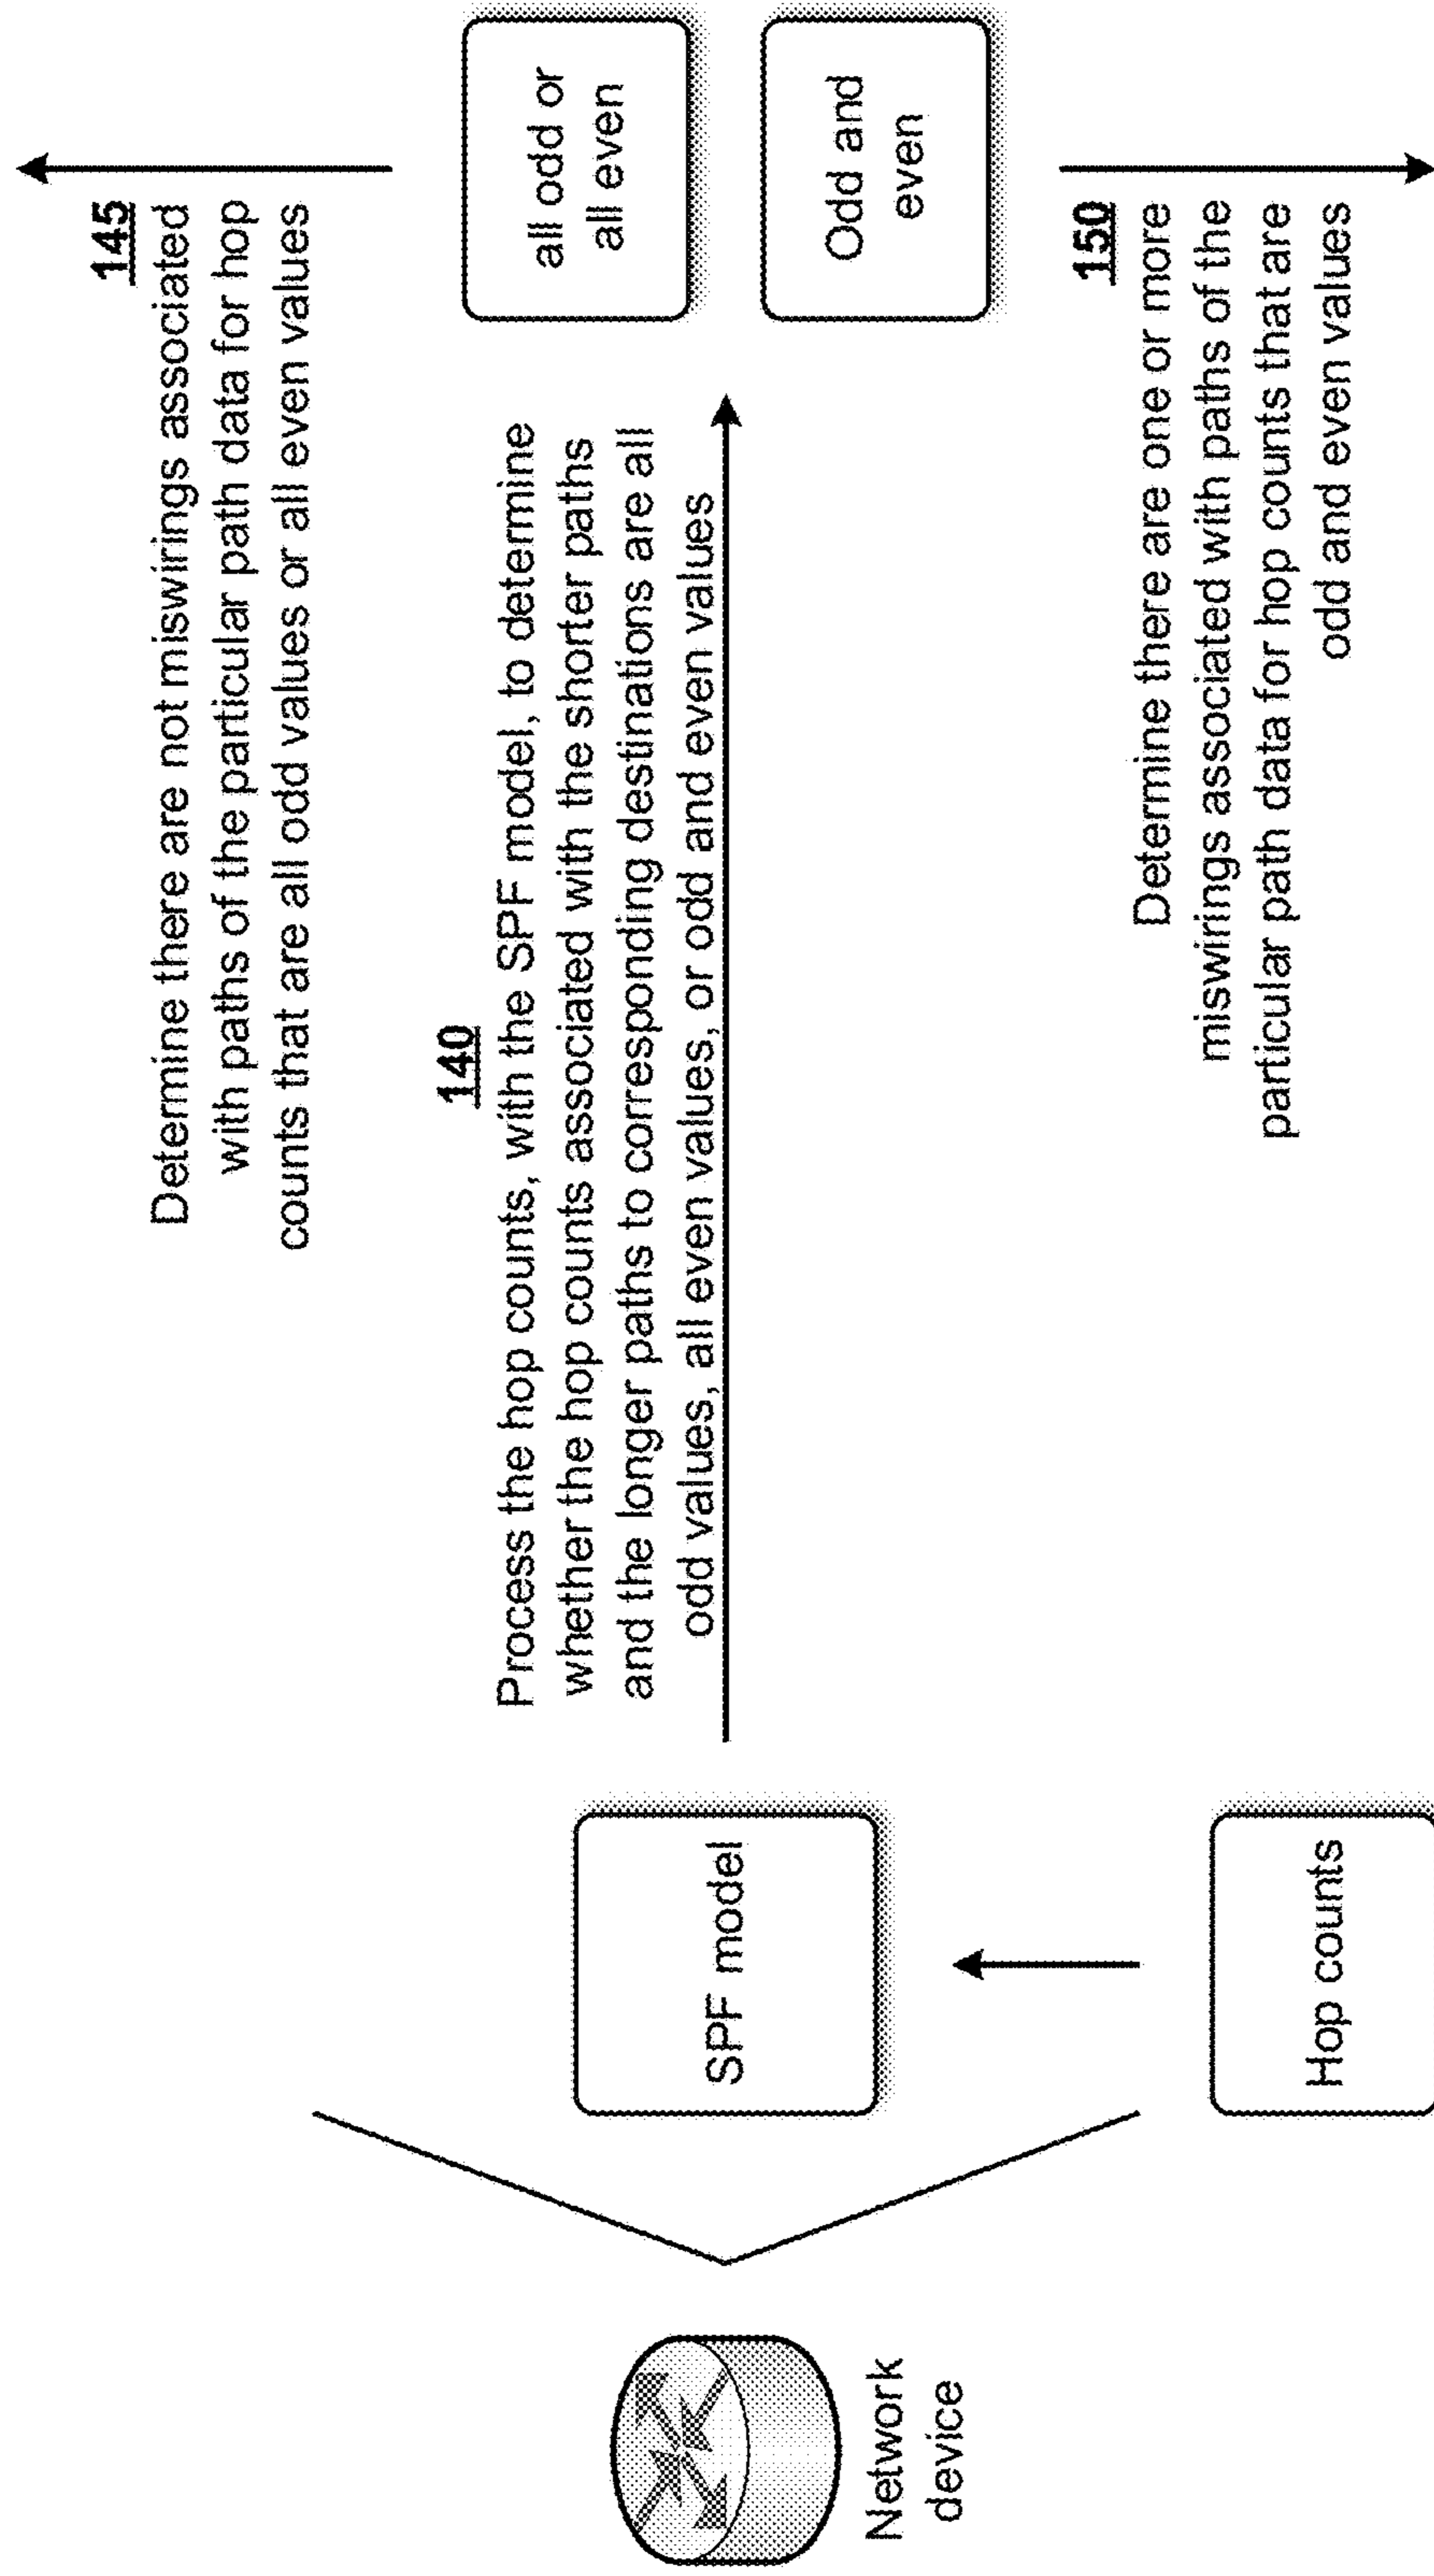 145
Determine there are not miswirings associated
with paths of the particular path data for hop
counts that are all odd values or all even values
140
Process the hop counts, with the SPF model, to determine
whether the hop counts associated with the shorter paths
and the longer paths to corresponding destinations are all
odd values, all even values, or odd and even values
all odd or
all even
Odd and
even
SPF model
Network
device
150
Determine there are one or more
miswirings associated with paths of the
particular path data for hop counts that are
odd and even values
Hop counts